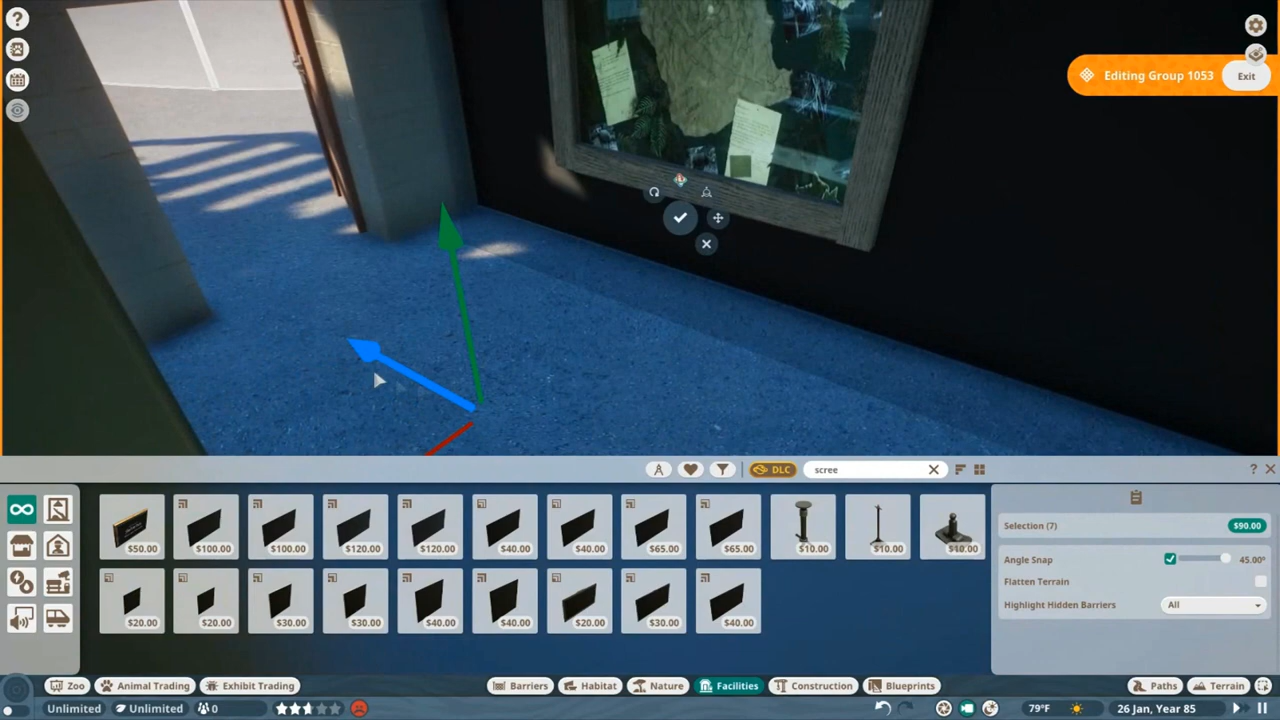 Editing Group 1053
Exit
DLC
scree
$50.00
$100.00
$100.00
$120.00
$120.00
$40.00
$40.00
$65.00
$65.00
$10.00
$10.00
$10.00
$20.00
$20.00
$30.00
$30.00
$40.00
$40.00
$20.00
$30.00
$40.00
Selection (7)
$90.00
Angle Snap
45.00°
Flatten Terrain
Highlight Hidden Barriers
All
Zoo
Animal Trading
Exhibit Trading
Barriers
Habitat
Nature
Facilities
Construction
Blueprints
Paths
Terrain
Unlimited
Unlimited
0
79°F
26 Jan, Year 85